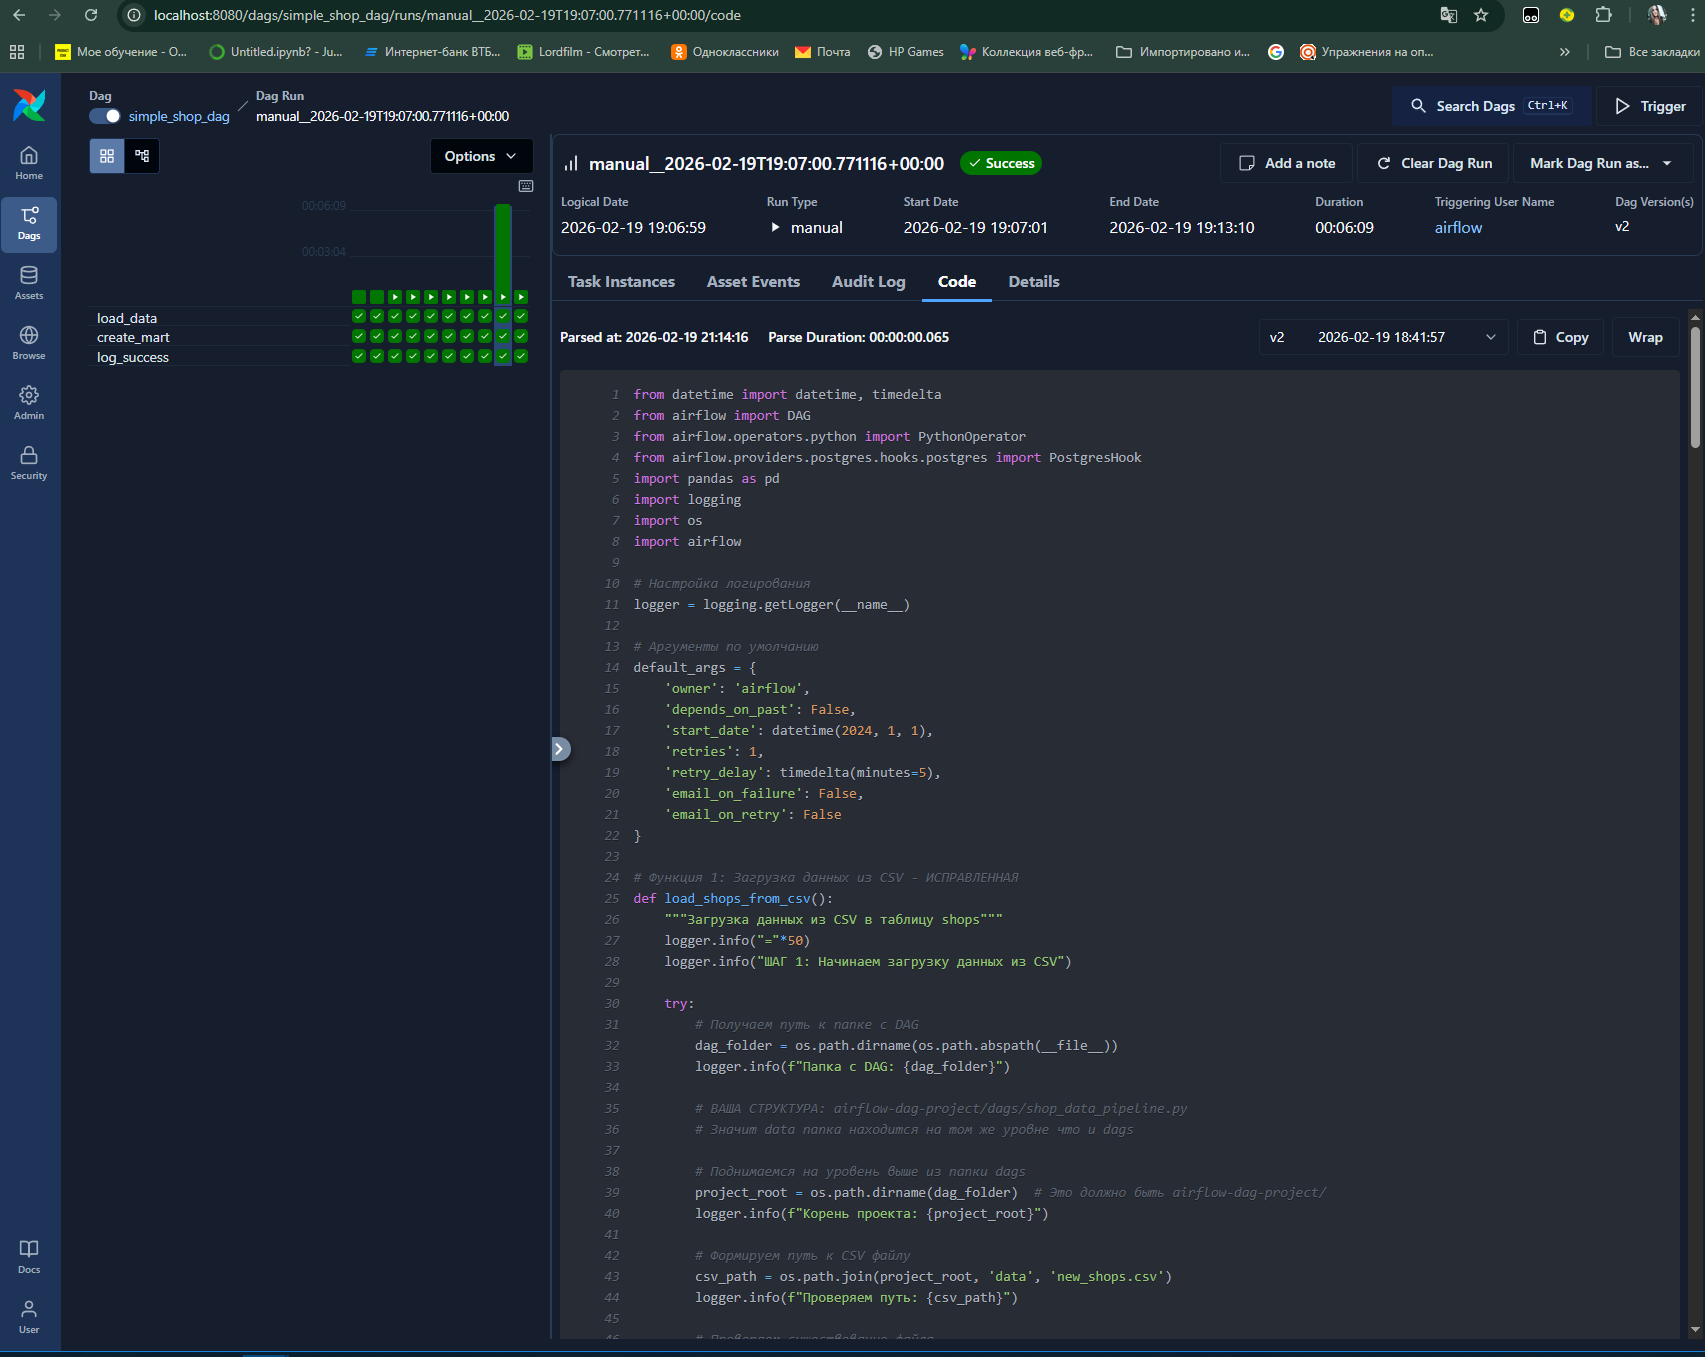 localhost:8080/dags/simple_shop_dag/runs/manual__2026-02-19T19:07:00.771116+00:00/code
Мое обучение - О...
Untitled.ipynb? - Ju...
Интернет-банк ВТБ...
Lordfilm - Смотрет...
Одноклассники
Почта
HP Games
Коллекция веб-фр...
Импортировано и...
Упражнения на оп...
Все закладки
Dag
simple_shop_dag
Dag Run
manual__2026-02-19T19:07:00.771116+00:00
Search Dags Ctrl+K
Trigger
Home
Dags
Assets
Browse
Admin
Security
Docs
User
Options
00:06:09
00:03:04
load_data
create_mart
log_success
manual__2026-02-19T19:07:00.771116+00:00
Success
Add a note
Clear Dag Run
Mark Dag Run as...
Logical Date
2026-02-19 19:06:59
Run Type
manual
Start Date
2026-02-19 19:07:01
End Date
2026-02-19 19:13:10
Duration
00:06:09
Triggering User Name
airflow
Dag Version(s)
v2
Task Instances
Asset Events
Audit Log
Code
Details
Parsed at: 2026-02-19 21:14:16
Parse Duration: 00:00:00.065
v2 2026-02-19 18:41:57
Copy
Wrap
1 from datetime import datetime, timedelta
2 from airflow import DAG
3 from airflow.operators.python import PythonOperator
4 from airflow.providers.postgres.hooks.postgres import PostgresHook
5 import pandas as pd
6 import logging
7 import os
8 import airflow
9
10 # Настройка логирования
11 logger = logging.getLogger(__name__)
12
13 # Аргументы по умолчанию
14 default_args = {
15     'owner': 'airflow',
16     'depends_on_past': False,
17     'start_date': datetime(2024, 1, 1),
18     'retries': 1,
19     'retry_delay': timedelta(minutes=5),
20     'email_on_failure': False,
21     'email_on_retry': False
22 }
23
24 # Функция 1: Загрузка данных из CSV - ИСПРАВЛЕННАЯ
25 def load_shops_from_csv():
26     """Загрузка данных из CSV в таблицу shops"""
27     logger.info("="*50)
28     logger.info("ШАГ 1: Начинаем загрузку данных из CSV")
29
30     try:
31         # Получаем путь к папке с DAG
32         dag_folder = os.path.dirname(os.path.abspath(__file__))
33         logger.info(f"Папка с DAG: {dag_folder}")
34
35         # ВАША СТРУКТУРА: airflow-dag-project/dags/shop_data_pipeline.py
36         # Значит data папка находится на том же уровне что и dags
37
38         # Поднимаемся на уровень выше из папки dags
39         project_root = os.path.dirname(dag_folder)  # Это должно быть airflow-dag-project/
40         logger.info(f"Корень проекта: {project_root}")
41
42         # Формируем путь к CSV файлу
43         csv_path = os.path.join(project_root, 'data', 'new_shops.csv')
44         logger.info(f"Проверяем путь: {csv_path}")
45
46         # Проверяем существование файла